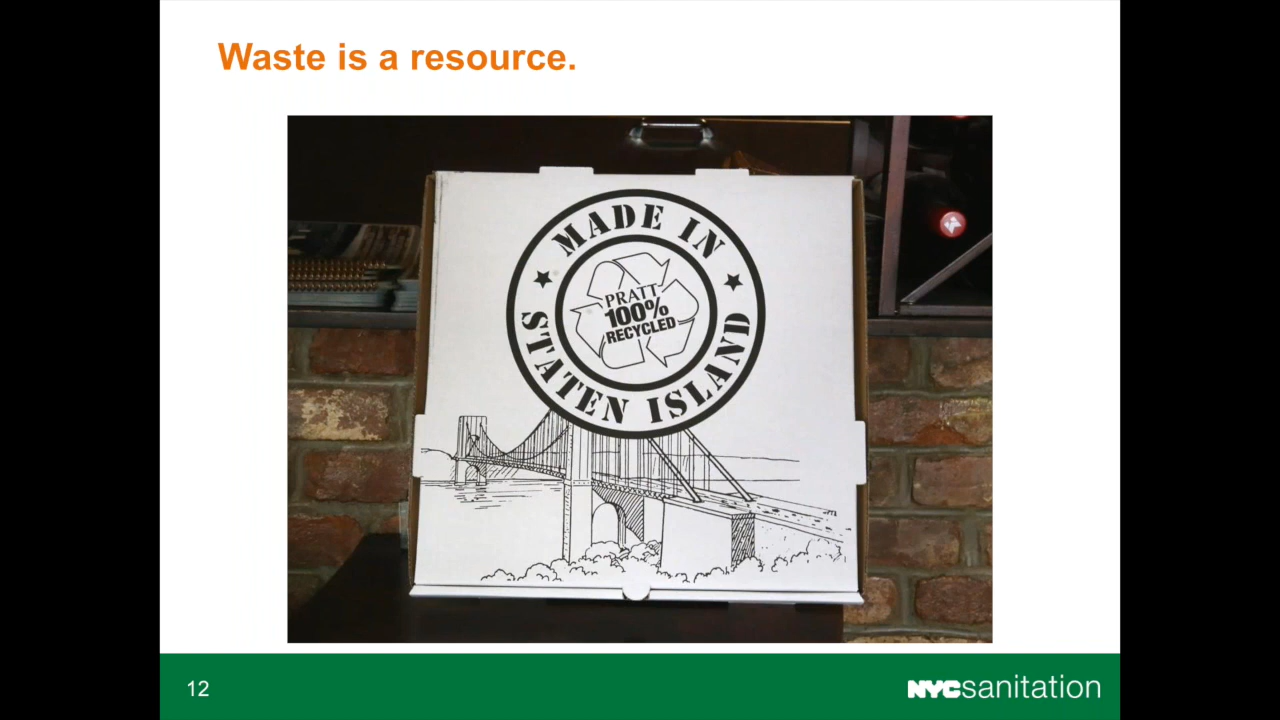 Waste is a resource.
MADE IN
PRATT
100%
RECYCLED
STATEN ISLAND
12
NYCsanitation